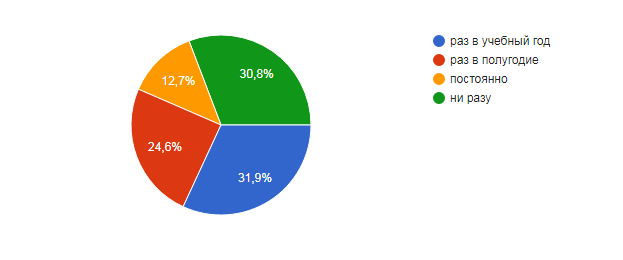 30,8%
12,7%
24,6%
31,9%
раз в учебный год
раз в полугодие
постоянно
ни разу